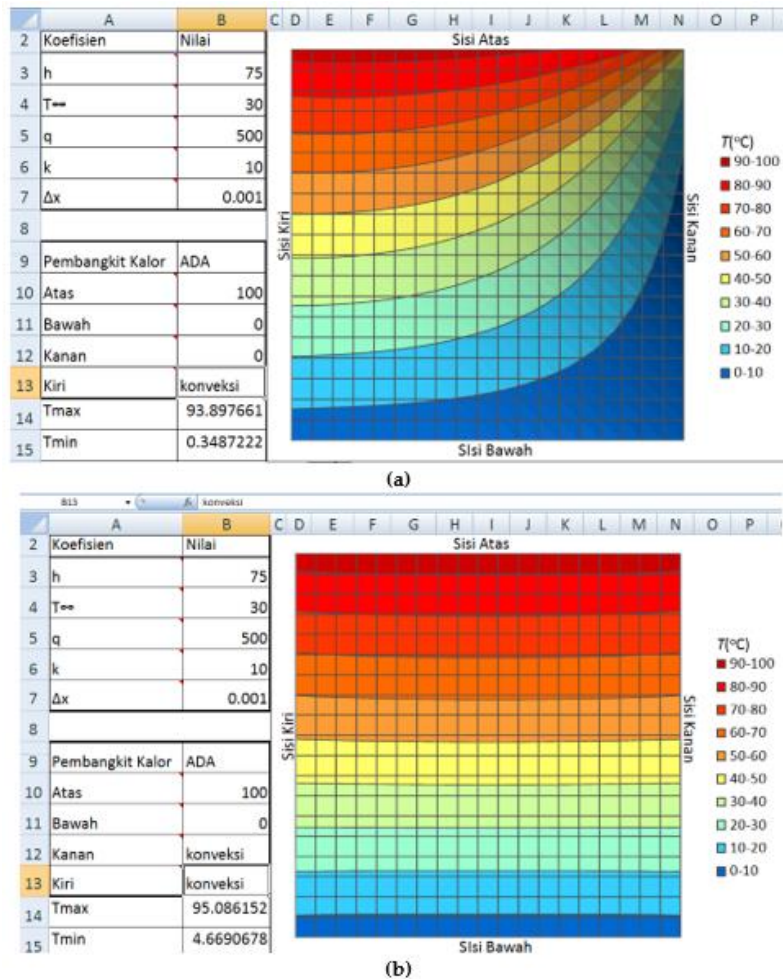 A B C D E F G H I J K L M N O P
2 Koefisien Nilai
3 h 75
4 T∞ 30
5 q 500
6 k 10
7 Δx 0.001
8
9 Pembangkit Kalor ADA
10 Atas 100
11 Bawah 0
12 Kanan 0
13 Kiri konveksi
14 Tmax 93.897661
15 Tmin 0.3487222
Sisi Atas
Sisi Kiri
Sisi Kanan
SIsi Bawah
T(°C)
90-100
80-90
70-80
60-70
50-60
40-50
30-40
20-30
10-20
0-10
(a)
B13 fx konveksi
A B C D E F G H I J K L M N O P
2 Koefisien Nilai
3 h 75
4 T∞ 30
5 q 500
6 k 10
7 Δx 0.001
8
9 Pembangkit Kalor ADA
10 Atas 100
11 Bawah 0
12 Kanan konveksi
13 Kiri konveksi
14 Tmax 95.086152
15 Tmin 4.6690678
Sisi Atas
Sisi Kiri
Sisi Kanan
SIsi Bawah
T(°C)
90-100
80-90
70-80
60-70
50-60
40-50
30-40
20-30
10-20
0-10
(b)